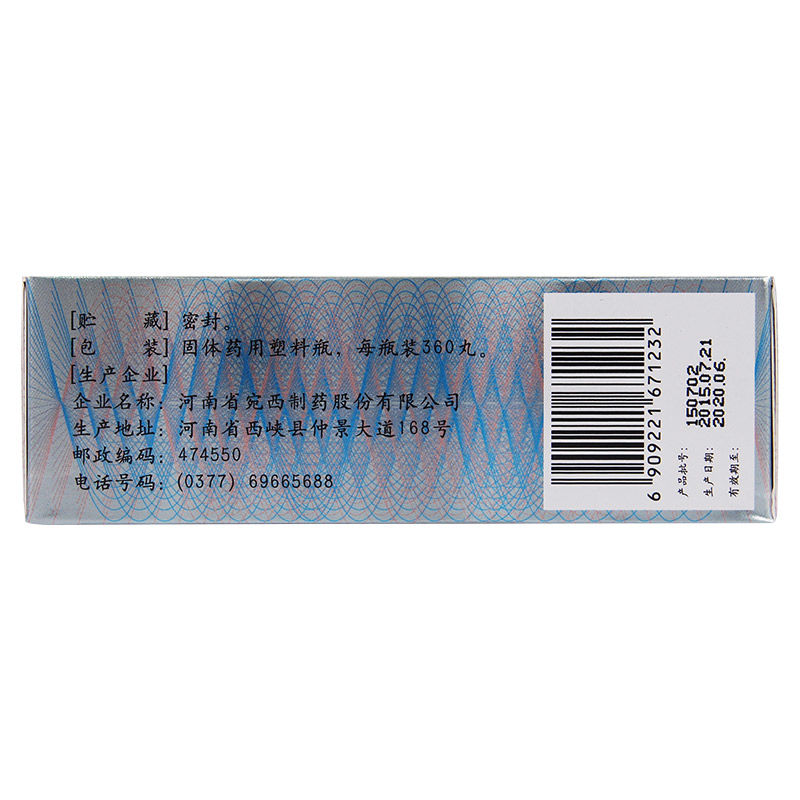 [贮 藏] 密封。
[包 装] 固体药用塑料瓶，每瓶装360丸。
[生产企业]
企业名称：河南省宛西制药股份有限公司
生产地址：河南省西峡县仲景大道168号
邮政编码：474550
电话号码：(0377) 69665688
6 909221 671232
产品批号： 150702
生产日期： 2015.07.21
有效期至： 2020.06.